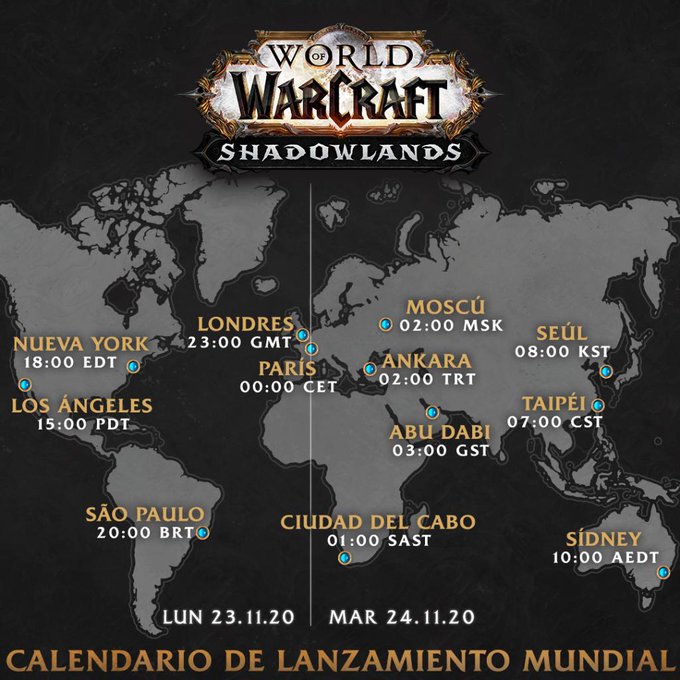 WORLD
OF
WARCRAFT
SHADOWLANDS
MOSCÚ
02:00 MSK
LONDRES
23:00 GMT
SEÚL
08:00 KST
NUEVA YORK
18:00 EDT
PARÍS
00:00 CET
ANKARA
02:00 TRT
LOS ÁNGELES
15:00 PDT
TAIPÉI
07:00 CST
ABU DABI
03:00 GST
SÃO PAULO
20:00 BRT
CIUDAD DEL CABO
01:00 SAST
SÍDNEY
10:00 AEDT
LUN 23.11.20
MAR 24.11.20
CALENDARIO DE LANZAMIENTO MUNDIAL